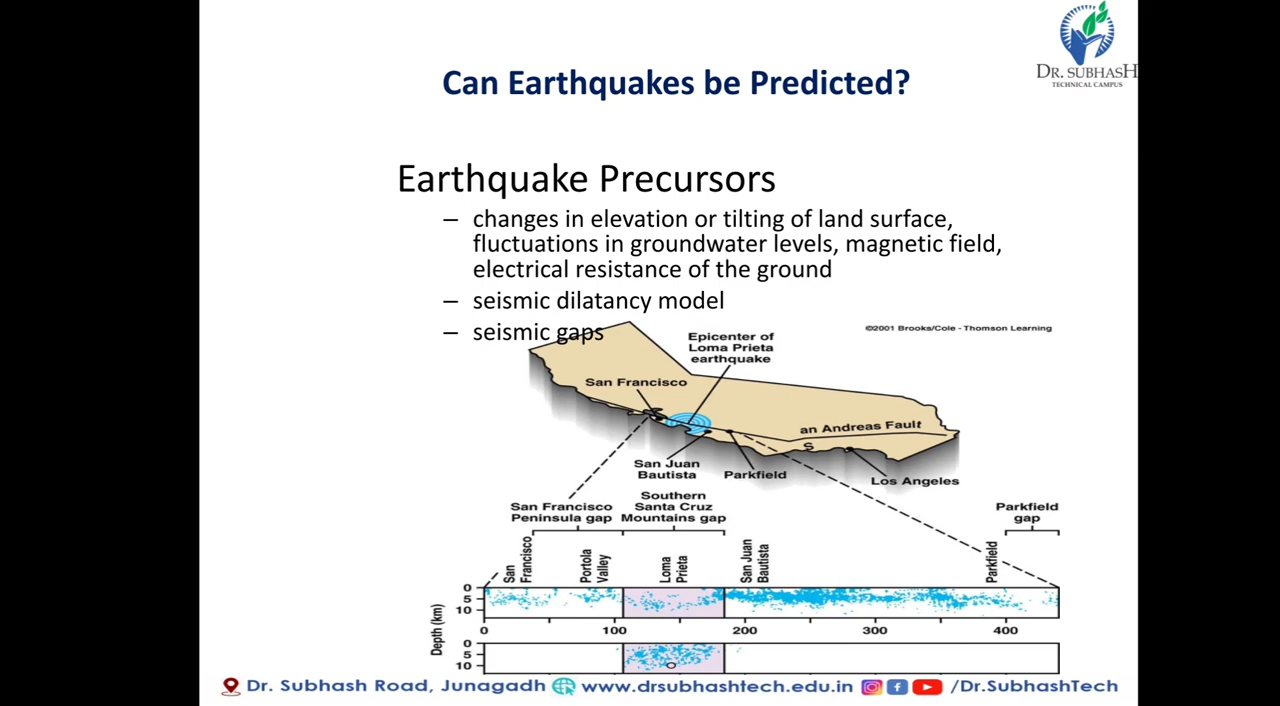 DR. SUBHASH
TECHNICAL CAMPUS
Can Earthquakes be Predicted?
Earthquake Precursors
– changes in elevation or tilting of land surface,
fluctuations in groundwater levels, magnetic field,
electrical resistance of the ground
– seismic dilatancy model
– seismic gaps
©2001 Brooks/Cole - Thomson Learning
Epicenter of
Loma Prieta
earthquake
San Francisco
an Andreas Fault
S
San Juan
Bautista
Parkfield
Los Angeles
San Francisco
Peninsula gap
Southern
Santa Cruz
Mountains gap
Parkfield
gap
San
Francisco
Portola
Valley
Loma
Prieta
San Juan
Bautista
Parkfield
Depth (km)
0
5
10
0 100 200 300 400
0
5
10
Dr. Subhash Road, Junagadh www.drsubhashtech.edu.in /Dr.SubhashTech